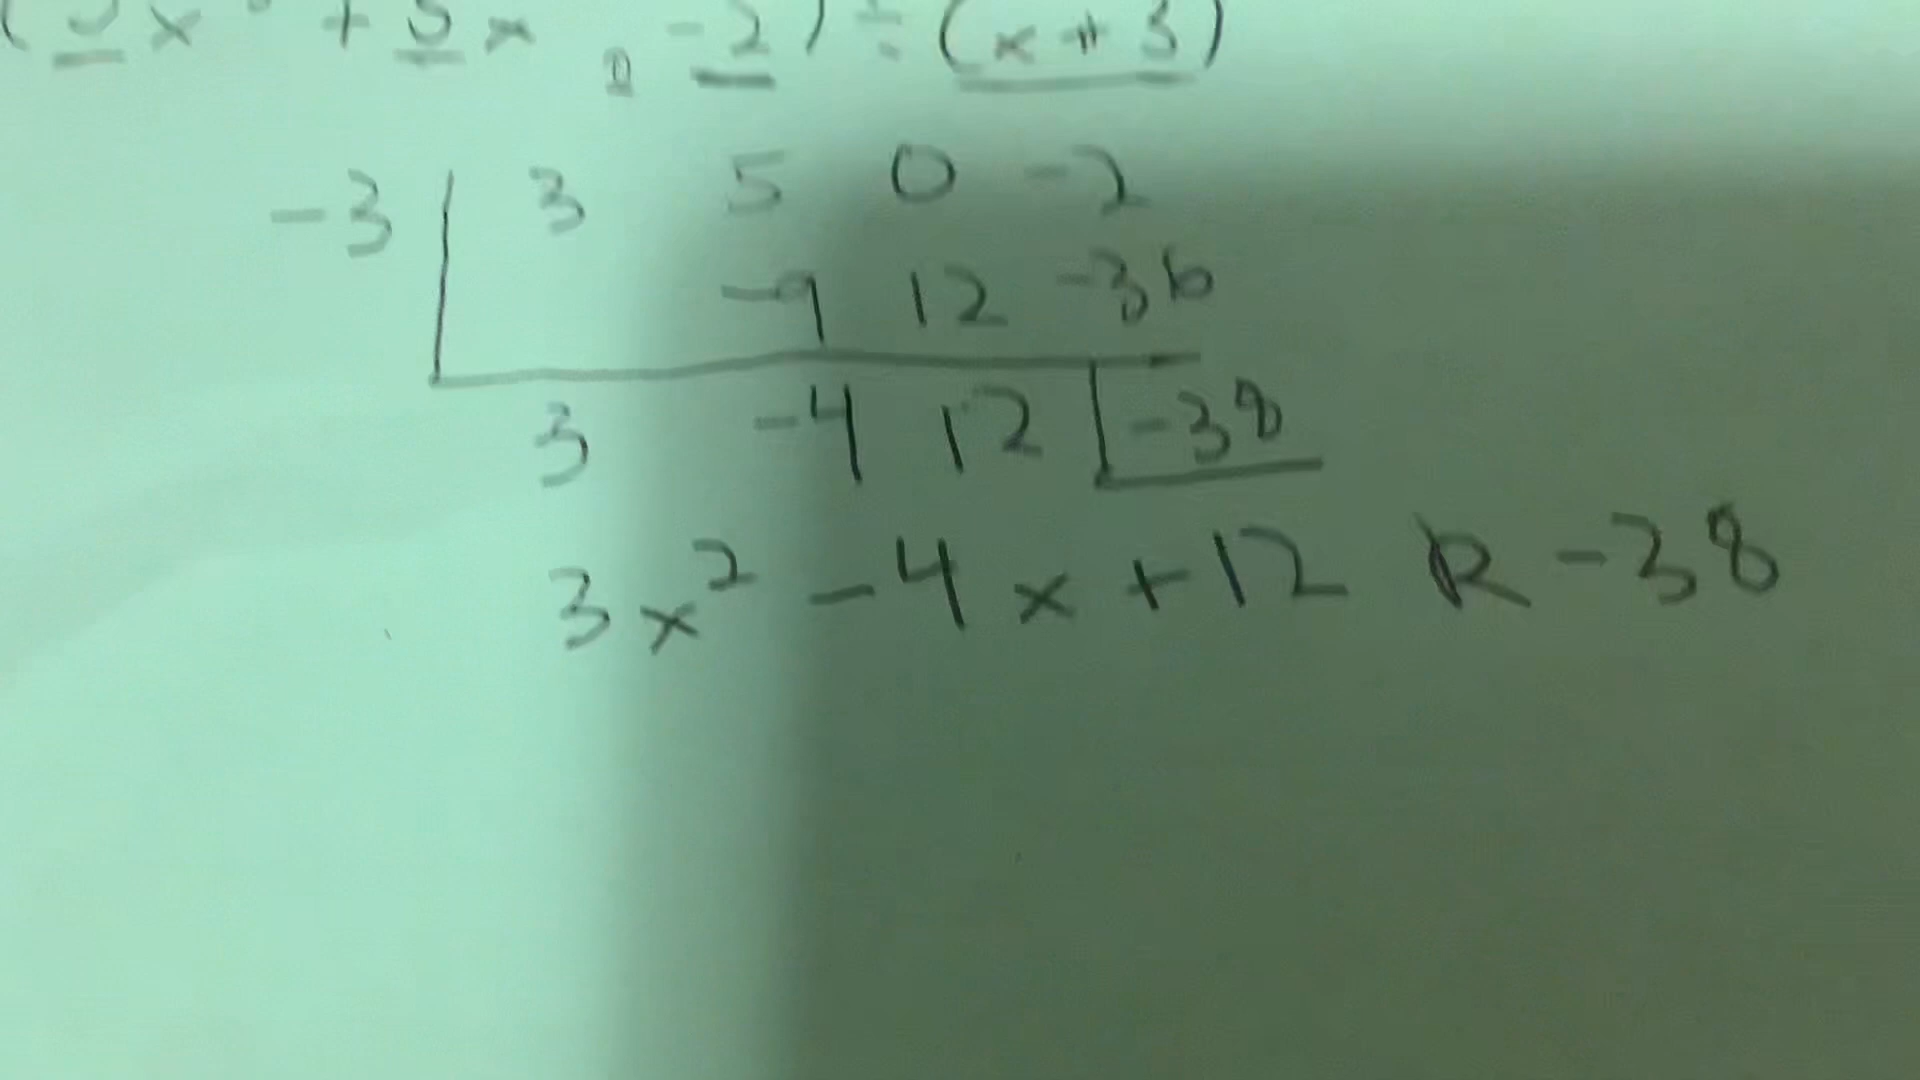 x + 5x -2) ÷ (x + 3)
0
-3 3 5 0 -2
-9 12 -36
3 -4 12 -38
3x² - 4x + 12 R - 38